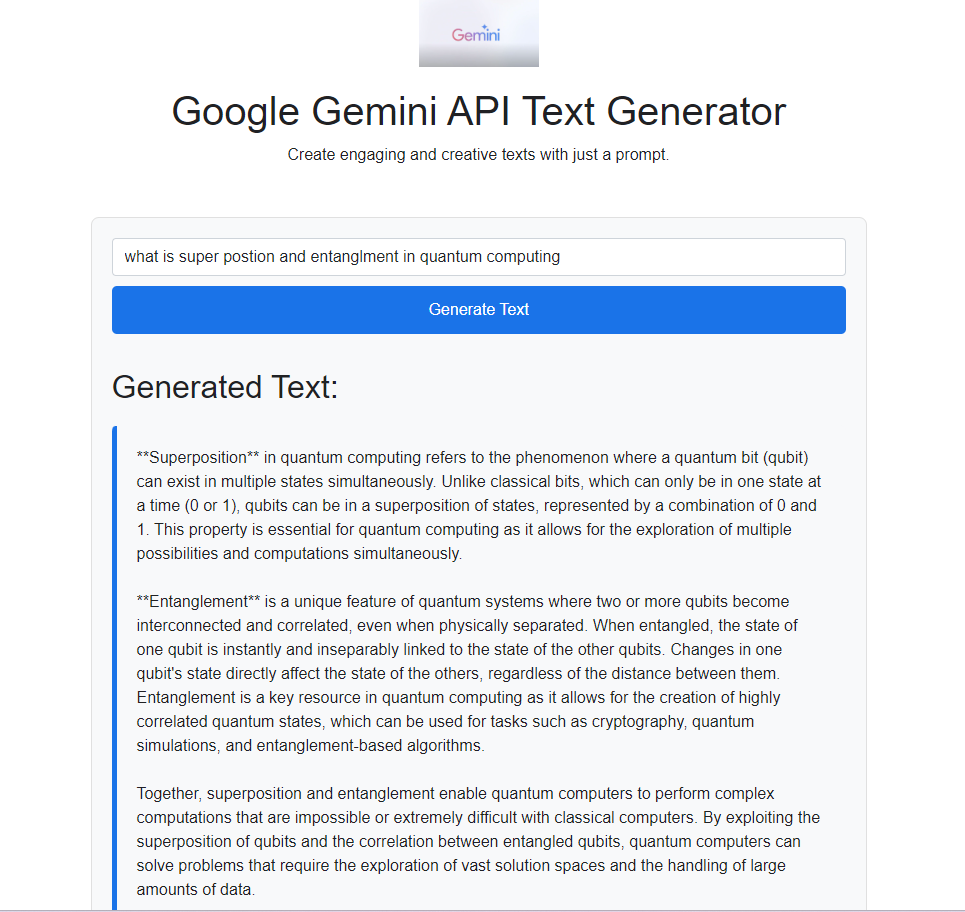 Gemini
Google Gemini API Text Generator
Create engaging and creative texts with just a prompt.
what is super postion and entanglment in quantum computing
Generate Text
Generated Text:
**Superposition** in quantum computing refers to the phenomenon where a quantum bit (qubit)
can exist in multiple states simultaneously. Unlike classical bits, which can only be in one state at
a time (0 or 1), qubits can be in a superposition of states, represented by a combination of 0 and
1. This property is essential for quantum computing as it allows for the exploration of multiple
possibilities and computations simultaneously.
**Entanglement** is a unique feature of quantum systems where two or more qubits become
interconnected and correlated, even when physically separated. When entangled, the state of
one qubit is instantly and inseparably linked to the state of the other qubits. Changes in one
qubit's state directly affect the state of the others, regardless of the distance between them.
Entanglement is a key resource in quantum computing as it allows for the creation of highly
correlated quantum states, which can be used for tasks such as cryptography, quantum
simulations, and entanglement-based algorithms.
Together, superposition and entanglement enable quantum computers to perform complex
computations that are impossible or extremely difficult with classical computers. By exploiting the
superposition of qubits and the correlation between entangled qubits, quantum computers can
solve problems that require the exploration of vast solution spaces and the handling of large
amounts of data.